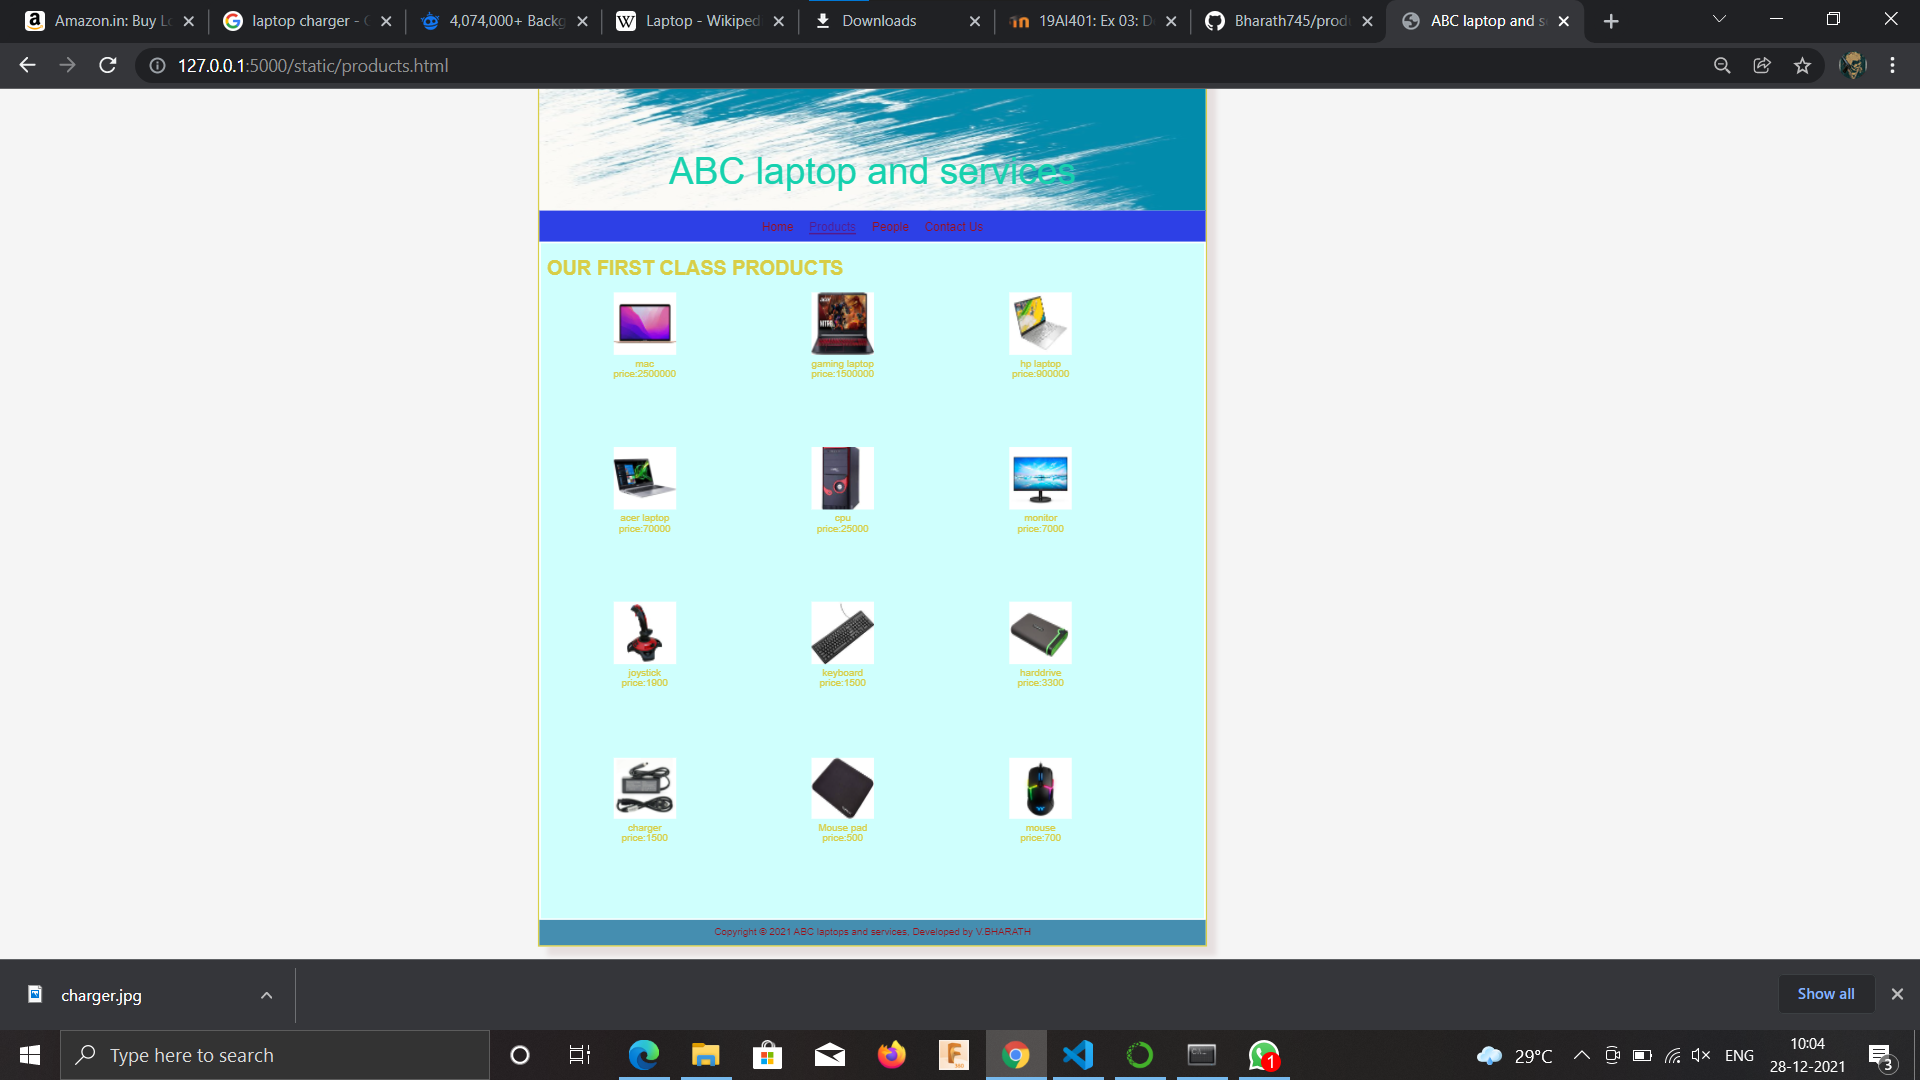 Amazon.in: Buy Lo
laptop charger - G
4,074,000+ Backg
Laptop - Wikiped
Downloads
19AI401: Ex 03: De
Bharath745/produ
ABC laptop and s
127.0.0.1:5000/static/products.html
ABC laptop and services
Home Products People Contact Us
OUR FIRST CLASS PRODUCTS
mac
price:2500000
gaming laptop
price:1500000
hp laptop
price:900000
acer laptop
price:70000
cpu
price:25000
monitor
price:7000
joystick
price:1900
keyboard
price:1500
harddrive
price:3300
charger
price:1500
Mouse pad
price:500
mouse
price:700
Copyright © 2021 ABC laptops and services, Developed by V.BHARATH
charger.jpg
Show all
Type here to search
1
29°C
ENG
10:04
28-12-2021
3